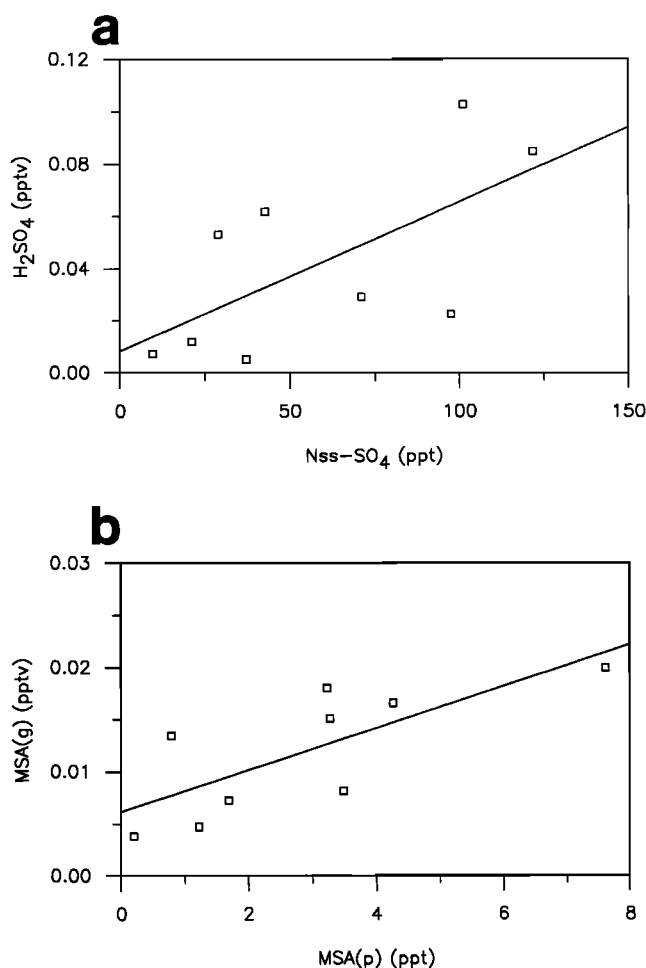 a
0.12
0.08
0.04
0.00
H₂SO₄ (pptv)
0 50 100 150
Nss-SO₄ (ppt)
b
0.03
0.02
0.01
0.00
MSA(g) (pptv)
0 2 4 6 8
MSA(p) (ppt)